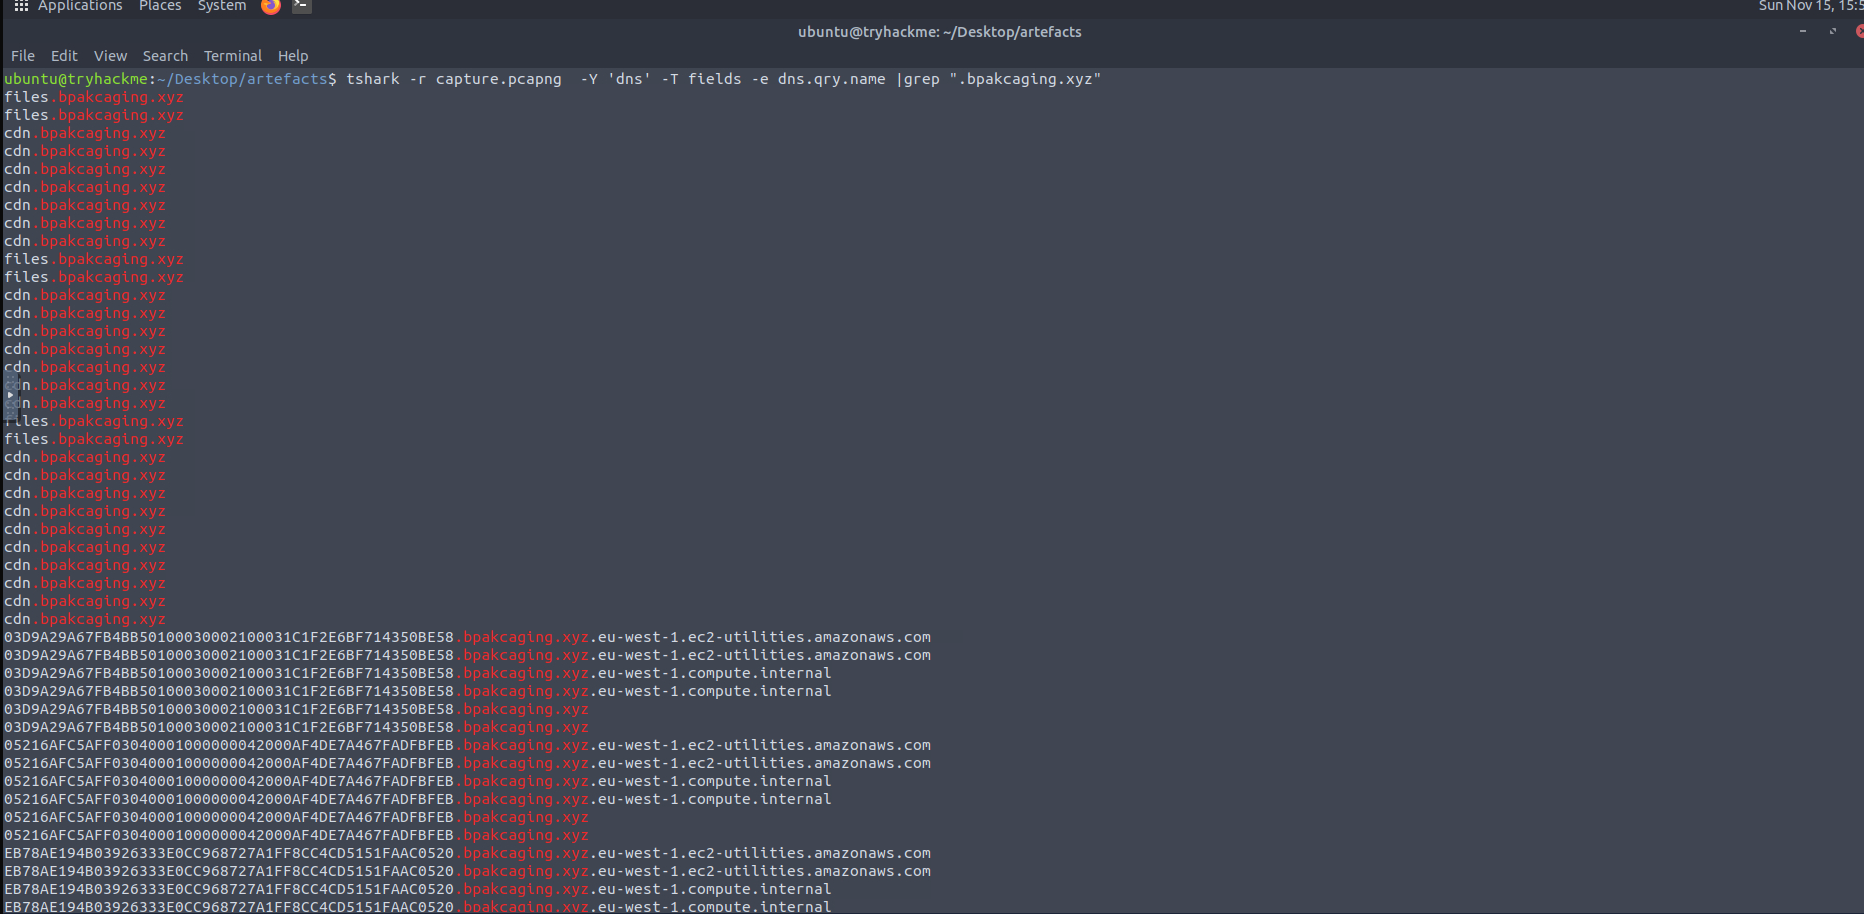 Applications Places System Sun Nov 15, 15:5
ubuntu@tryhackme: ~/Desktop/artefacts
File Edit View Search Terminal Help
ubuntu@tryhackme:~/Desktop/artefacts$ tshark -r capture.pcapng  -Y 'dns' -T fields -e dns.qry.name |grep ".bpakcaging.xyz"
files.bpakcaging.xyz
files.bpakcaging.xyz
cdn.bpakcaging.xyz
cdn.bpakcaging.xyz
cdn.bpakcaging.xyz
cdn.bpakcaging.xyz
cdn.bpakcaging.xyz
cdn.bpakcaging.xyz
cdn.bpakcaging.xyz
files.bpakcaging.xyz
files.bpakcaging.xyz
cdn.bpakcaging.xyz
cdn.bpakcaging.xyz
cdn.bpakcaging.xyz
cdn.bpakcaging.xyz
cdn.bpakcaging.xyz
cdn.bpakcaging.xyz
cdn.bpakcaging.xyz
files.bpakcaging.xyz
files.bpakcaging.xyz
cdn.bpakcaging.xyz
cdn.bpakcaging.xyz
cdn.bpakcaging.xyz
cdn.bpakcaging.xyz
cdn.bpakcaging.xyz
cdn.bpakcaging.xyz
cdn.bpakcaging.xyz
cdn.bpakcaging.xyz
cdn.bpakcaging.xyz
cdn.bpakcaging.xyz
03D9A29A67FB4BB50100030002100031C1F2E6BF714350BE58.bpakcaging.xyz.eu-west-1.ec2-utilities.amazonaws.com
03D9A29A67FB4BB50100030002100031C1F2E6BF714350BE58.bpakcaging.xyz.eu-west-1.ec2-utilities.amazonaws.com
03D9A29A67FB4BB50100030002100031C1F2E6BF714350BE58.bpakcaging.xyz.eu-west-1.compute.internal
03D9A29A67FB4BB50100030002100031C1F2E6BF714350BE58.bpakcaging.xyz.eu-west-1.compute.internal
03D9A29A67FB4BB50100030002100031C1F2E6BF714350BE58.bpakcaging.xyz
03D9A29A67FB4BB50100030002100031C1F2E6BF714350BE58.bpakcaging.xyz
05216AFC5AFF03040001000000042000AF4DE7A467FADFBFEB.bpakcaging.xyz.eu-west-1.ec2-utilities.amazonaws.com
05216AFC5AFF03040001000000042000AF4DE7A467FADFBFEB.bpakcaging.xyz.eu-west-1.ec2-utilities.amazonaws.com
05216AFC5AFF03040001000000042000AF4DE7A467FADFBFEB.bpakcaging.xyz.eu-west-1.compute.internal
05216AFC5AFF03040001000000042000AF4DE7A467FADFBFEB.bpakcaging.xyz.eu-west-1.compute.internal
05216AFC5AFF03040001000000042000AF4DE7A467FADFBFEB.bpakcaging.xyz
05216AFC5AFF03040001000000042000AF4DE7A467FADFBFEB.bpakcaging.xyz
EB78AE194B03926333E0CC968727A1FF8CC4CD5151FAAC0520.bpakcaging.xyz.eu-west-1.ec2-utilities.amazonaws.com
EB78AE194B03926333E0CC968727A1FF8CC4CD5151FAAC0520.bpakcaging.xyz.eu-west-1.ec2-utilities.amazonaws.com
EB78AE194B03926333E0CC968727A1FF8CC4CD5151FAAC0520.bpakcaging.xyz.eu-west-1.compute.internal
EB78AE194B03926333E0CC968727A1FF8CC4CD5151FAAC0520.bpakcaging.xyz.eu-west-1.compute.internal